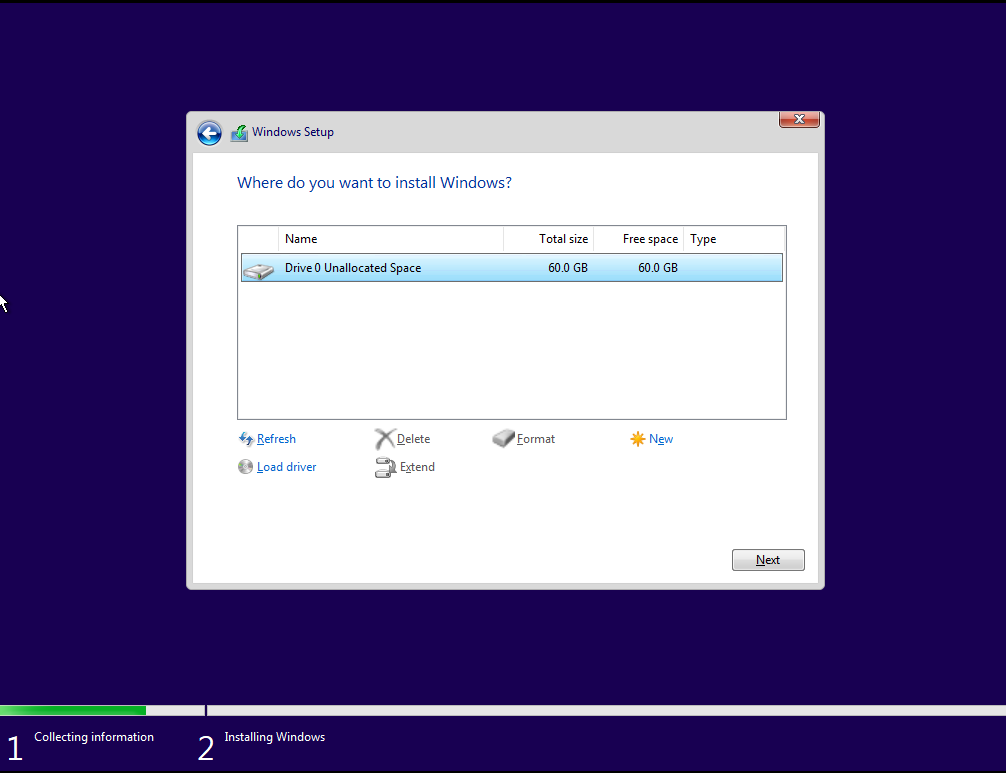 Windows Setup
Where do you want to install Windows?
Name Total size Free space Type
Drive 0 Unallocated Space 60.0 GB 60.0 GB
Refresh Delete Format New
Load driver Extend
Next
1 Collecting information 2 Installing Windows